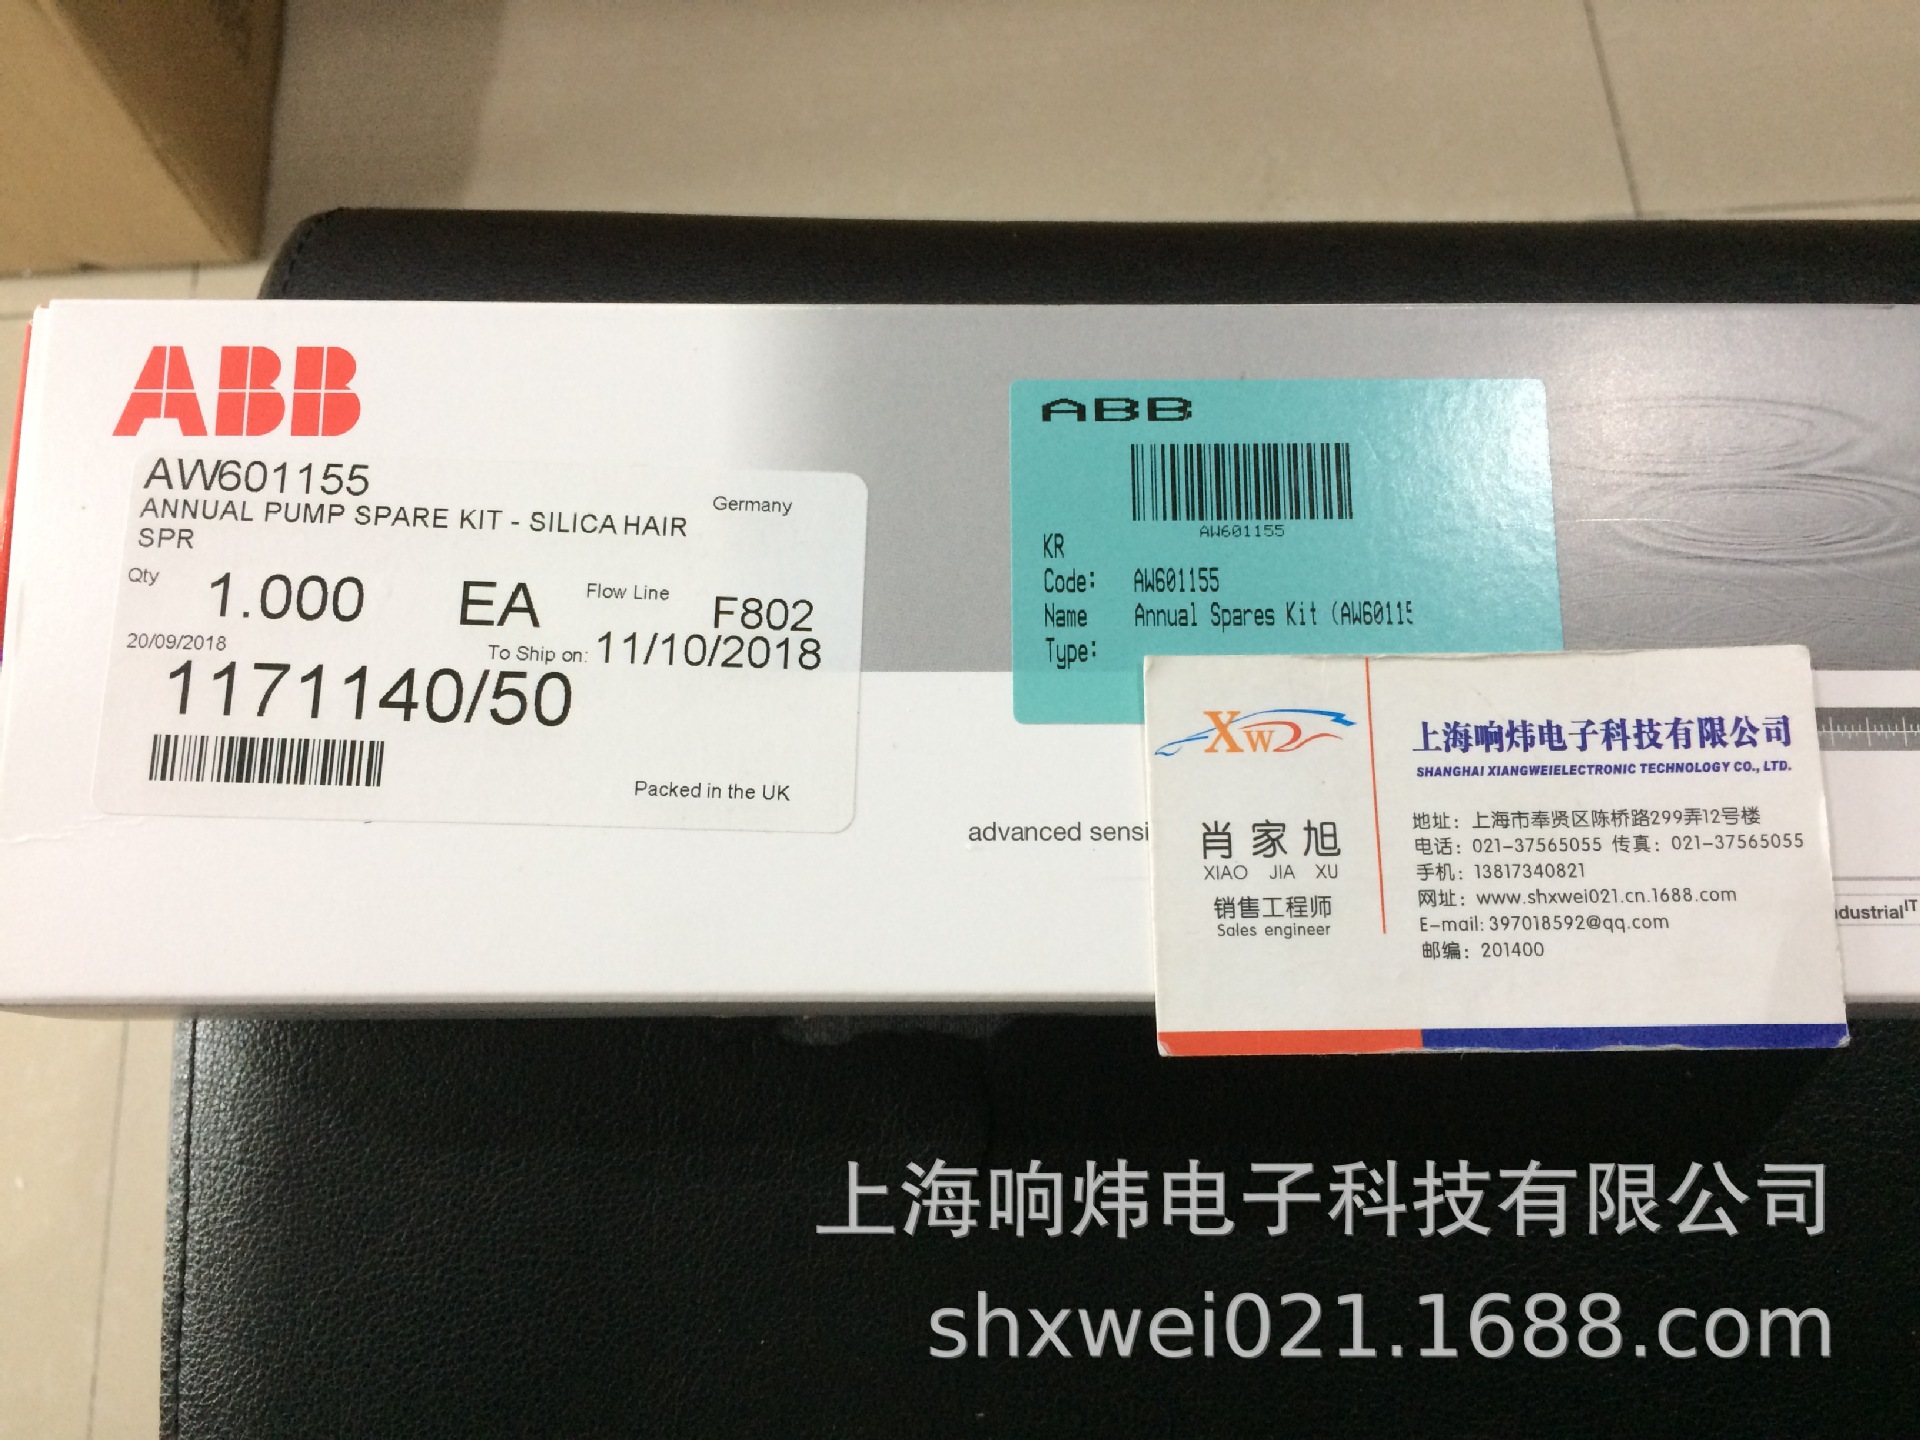 ABB
AW601155
ANNUAL PUMP SPARE KIT - SILICA HAIR
SPR
Germany
Qty
1.000 EA
Flow Line F802
20/09/2018
To Ship on: 11/10/2018
1171140/50
Packed in the UK
ABB
AW601155
KR
Code: AW601155
Name Annual Spares Kit (AW60115
Type:
advanced sensi
XW
肖家旭
XIAO JIA XU
销售工程师
Sales engineer
上海响炜电子科技有限公司
SHANGHAI XIANGWEIELECTRONIC TECHNOLOGY CO., LTD.
地址：上海市奉贤区陈桥路299弄12号楼
电话：021-37565055 传真：021-37565055
手机：13817340821
网址：www.shxwei021.cn.1688.com
E-mail: 397018592@qq.com
邮编：201400
dustrialIT
上海响炜电子科技有限公司
shxwei021.1688.com